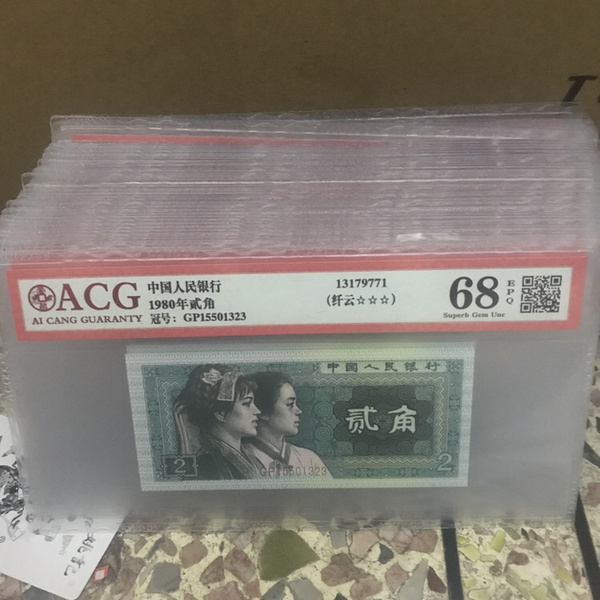 ACG
AI CANG GUARANTY
中国人民银行
1980年贰角
冠号: GP15501323
13179771
(纤云☆☆☆)
68
EPQ
Superb Gem Unc
中国人民银行
贰角
GP15501323
2
2